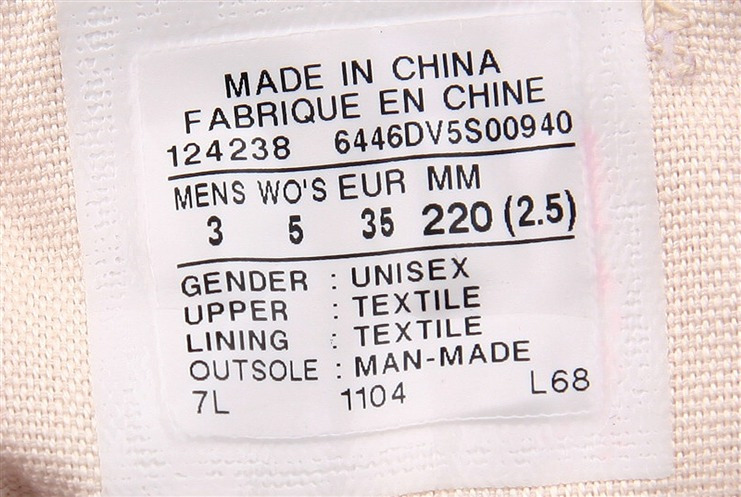 MADE IN CHINA
FABRIQUE EN CHINE
124238 6446DV5S00940
MENS WO'S EUR MM
3 5 35 220 (2.5)
GENDER : UNISEX
UPPER : TEXTILE
LINING : TEXTILE
OUTSOLE : MAN-MADE
7L 1104 L68